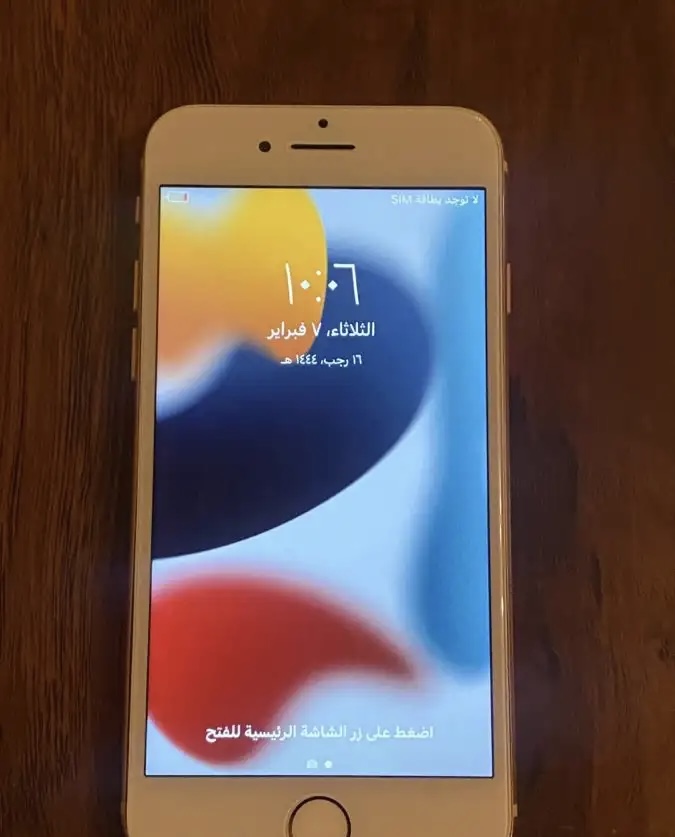 لا توجد بطاقة SIM
١٠:٠٦
الثلاثاء، ٧ فبراير
١٦ رجب، ١٤٤٤ هـ
اضغط على زر الشاشة الرئيسية للفتح